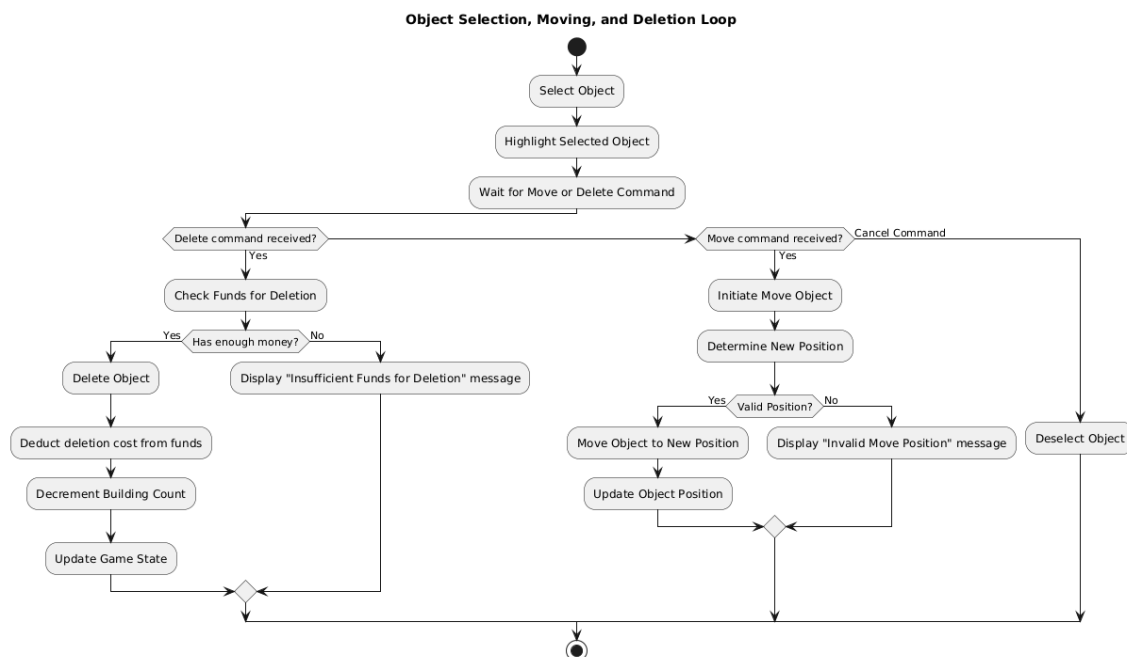 Object Selection, Moving, and Deletion Loop
Select Object
Highlight Selected Object
Wait for Move or Delete Command
Delete command received?
Yes
Check Funds for Deletion
Has enough money?
Yes
No
Delete Object
Display "Insufficient Funds for Deletion" message
Deduct deletion cost from funds
Decrement Building Count
Update Game State
Move command received?
Yes
Cancel Command
Initiate Move Object
Determine New Position
Valid Position?
Yes
No
Move Object to New Position
Display "Invalid Move Position" message
Update Object Position
Deselect Object